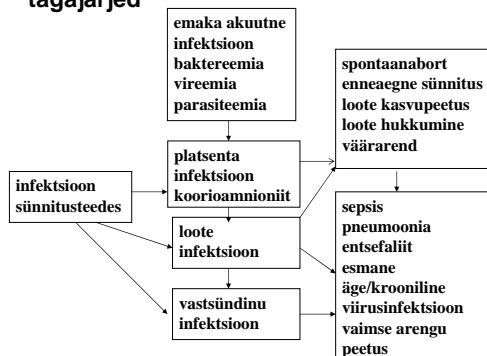 tagajärjed
emaka akuutne
infektsioon
baktereemia
vireemia
parasiteemia
spontaanabort
enneaegne sünnitus
loote kasvupeetus
loote hukkumine
väärarend
platsenta
infektsioon
koorioamnioniit
infektsioon
sünnitusteedes
loote
infektsioon
vastsündinu
infektsioon
sepsis
pneumoonia
entsefaliit
esmane
äge/krooniline
viirusinfektsioon
vaimse arengu
peetus